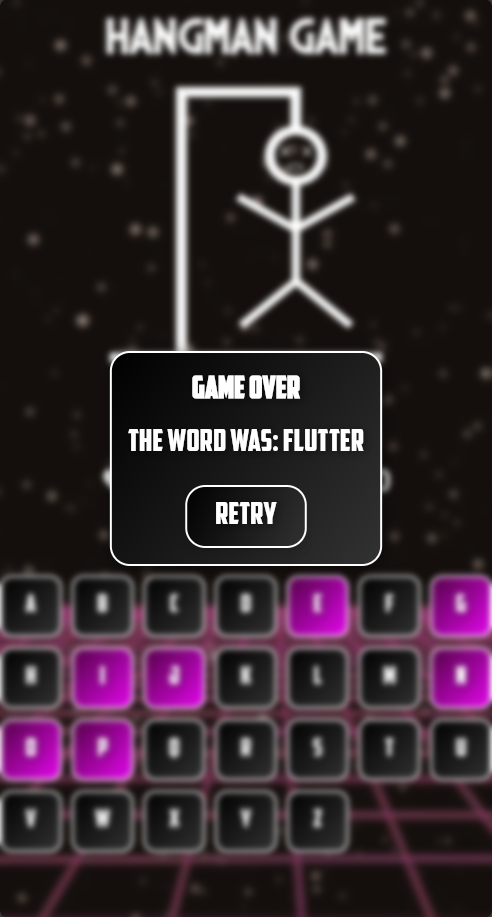 HANGMAN GAME
GAME OVER
THE WORD WAS: FLUTTER
RETRY
A B C D E F G
H I J K L M N
O P Q R S T U
V W X Y Z